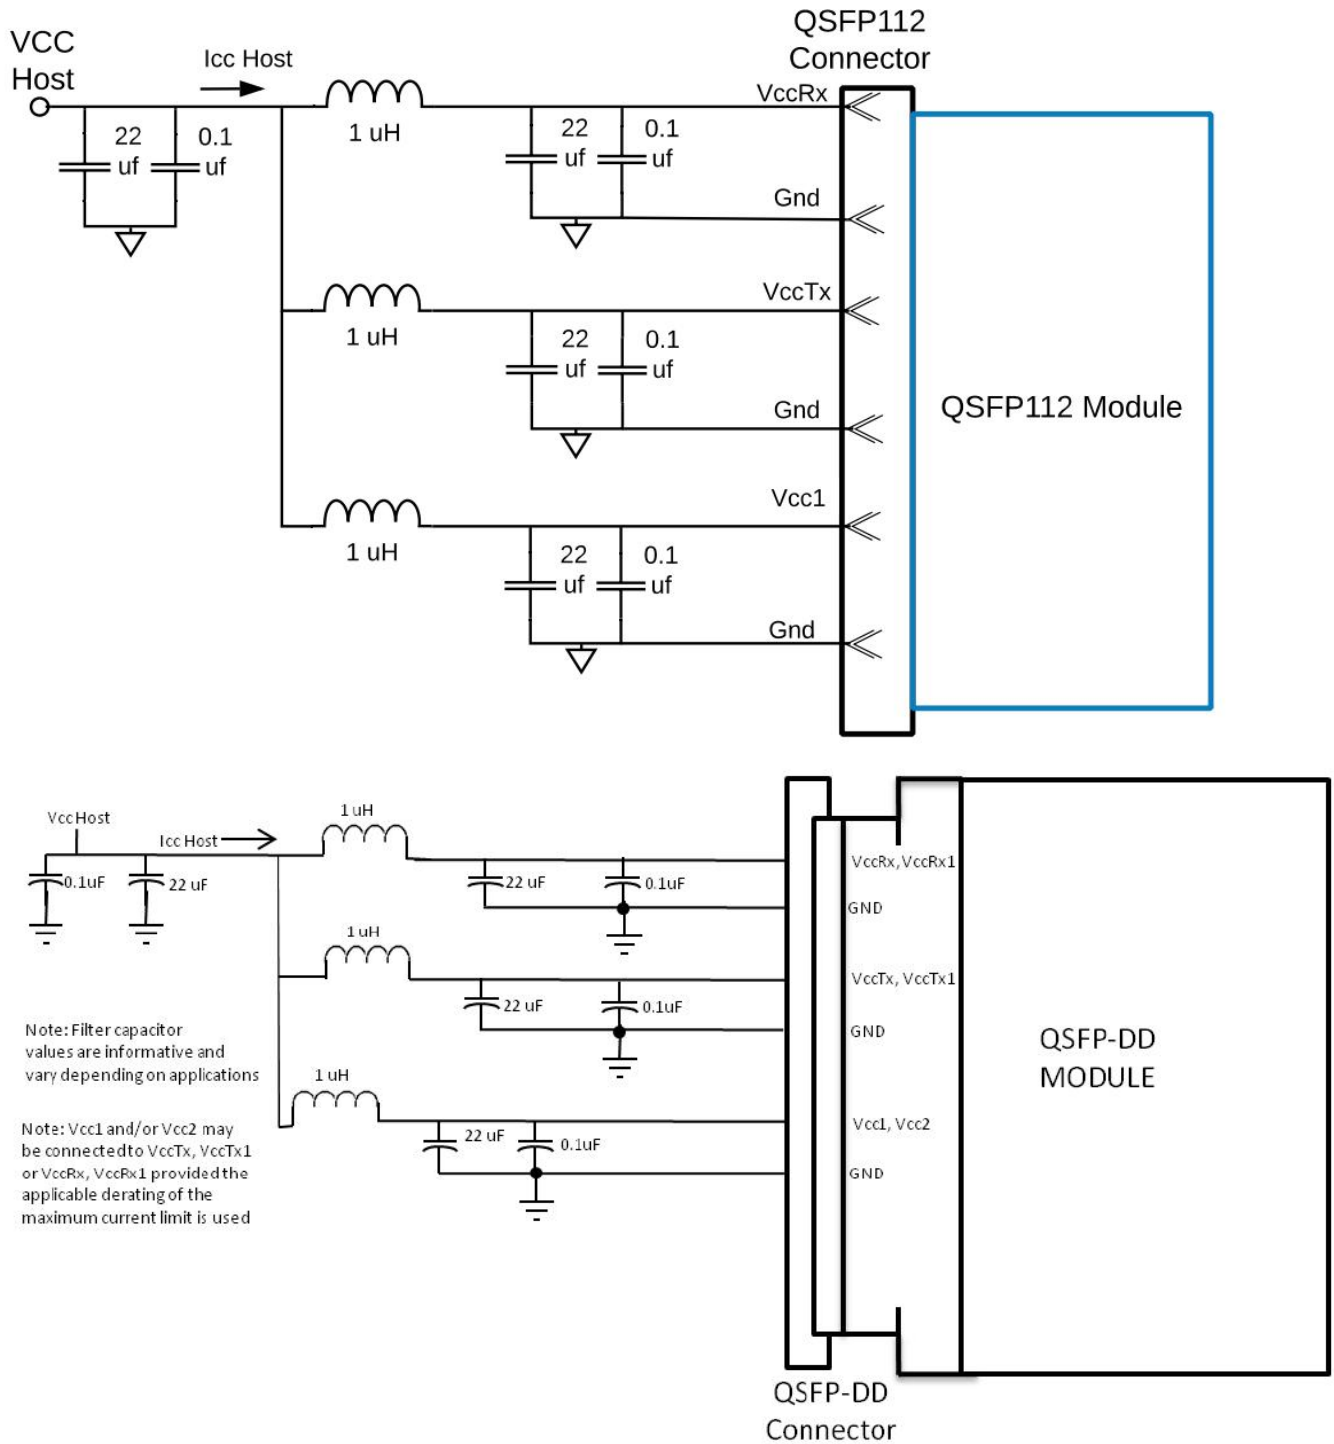 QSFP112
Connector
VCC
Host
Icc Host
VccRx
1 uH
22
uf
0.1
uf
22
uf
0.1
uf
Gnd
VccTx
1 uH
22
uf
0.1
uf
Gnd
QSFP112 Module
Vcc1
1 uH
22
uf
0.1
uf
Gnd
Vcc Host
Icc Host
1 uH
0.1uF
22 uF
22 uF
0.1uF
VccRx, VccRx1
GND
1 uH
22 uF
0.1uF
VccTx, VccTx1
GND
Note: Filter capacitor
values are informative and
vary depending on applications
QSFP-DD
MODULE
1 uH
22 uF
0.1uF
Vcc1, Vcc2
GND
Note: Vcc1 and/or Vcc2 may
be connected to VccTx, VccTx1
or VccRx, VccRx1 provided the
applicable derating of the
maximum current limit is used
QSFP-DD
Connector